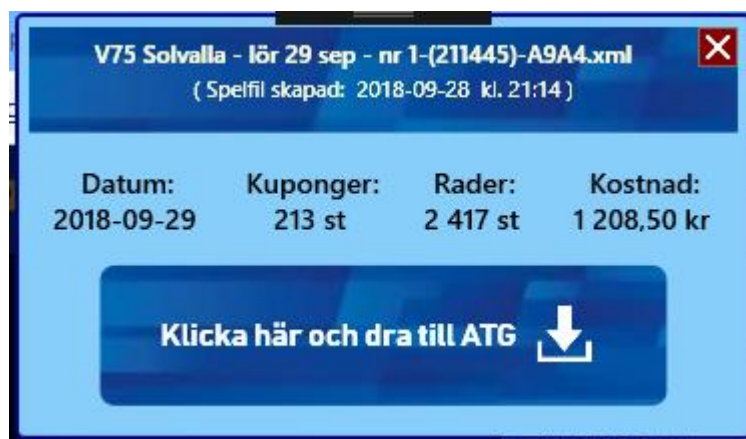 V75 Solvalla - lör 29 sep - nr 1-(211445)-A9A4.xml
( Spelfil skapad: 2018-09-28 kl. 21:14 )
Datum: Kuponger: Rader: Kostnad:
2018-09-29 213 st 2 417 st 1 208,50 kr
Klicka här och dra till ATG